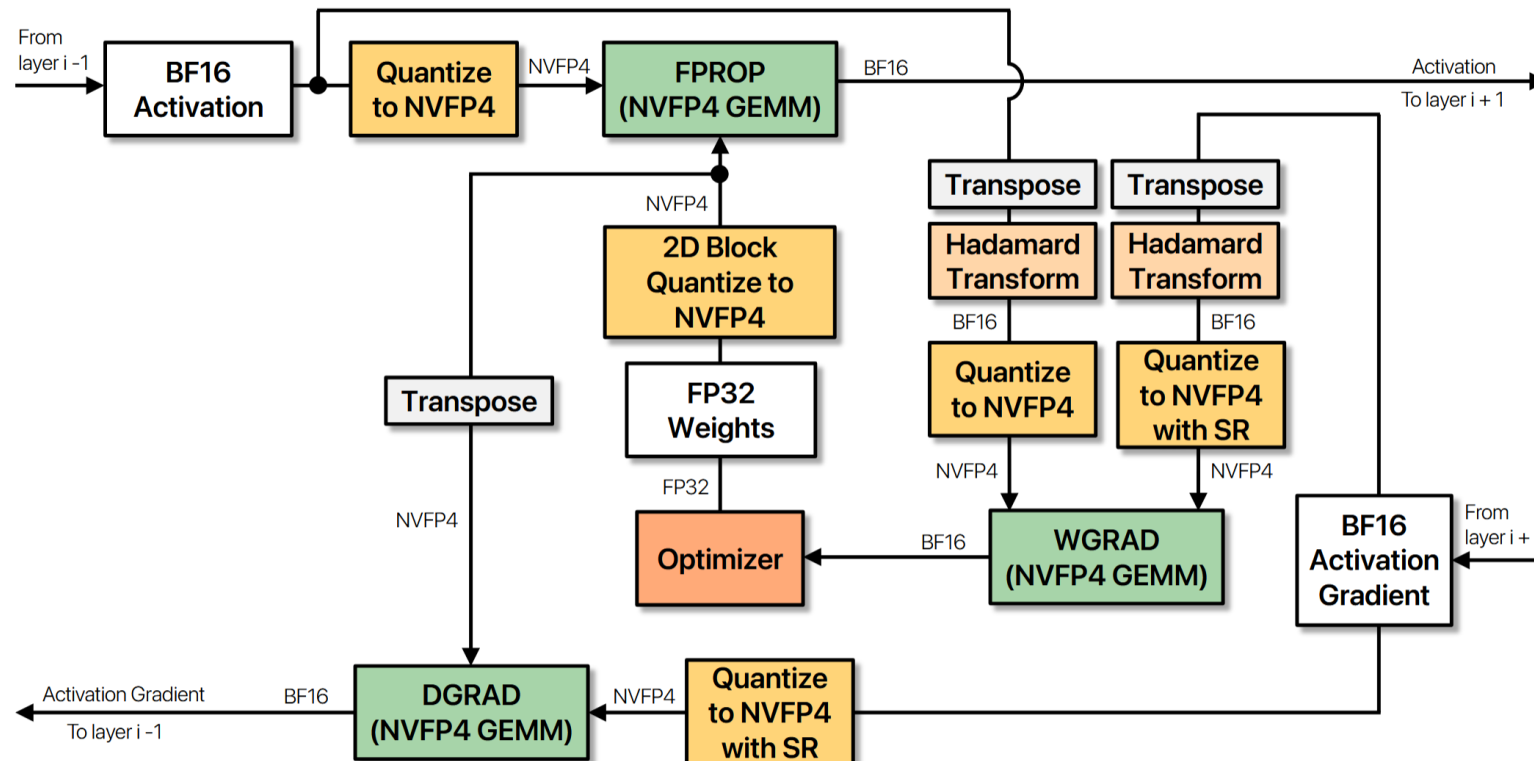 From
layer i -1
BF16
Activation
Quantize
to NVFP4
NVFP4
FPROP
(NVFP4 GEMM)
BF16
Activation
To layer i + 1
Transpose
Transpose
NVFP4
2D Block
Quantize to
NVFP4
Hadamard
Transform
Hadamard
Transform
BF16
BF16
Transpose
FP32
Weights
Quantize
to NVFP4
Quantize
to NVFP4
with SR
FP32
NVFP4
NVFP4
NVFP4
Optimizer
BF16
WGRAD
(NVFP4 GEMM)
BF16
Activation
Gradient
From
layer i +
Activation Gradient
To layer i -1
BF16
DGRAD
(NVFP4 GEMM)
NVFP4
Quantize
to NVFP4
with SR